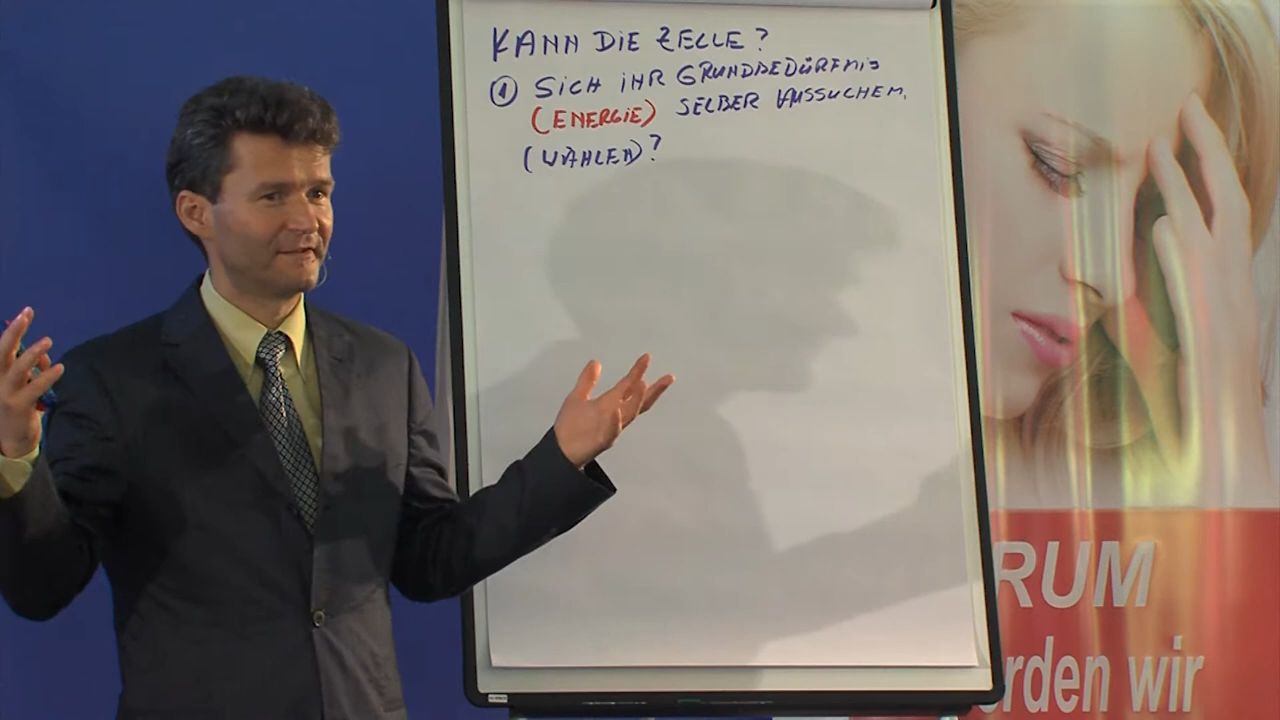 KANN DIE ZELLE?
① SICH IHR GRUNDBEDÜRFNIS
(ENERGIE) SELBER AUSSUCHEN,
(WÄHLEN)?
RUM
rden wir